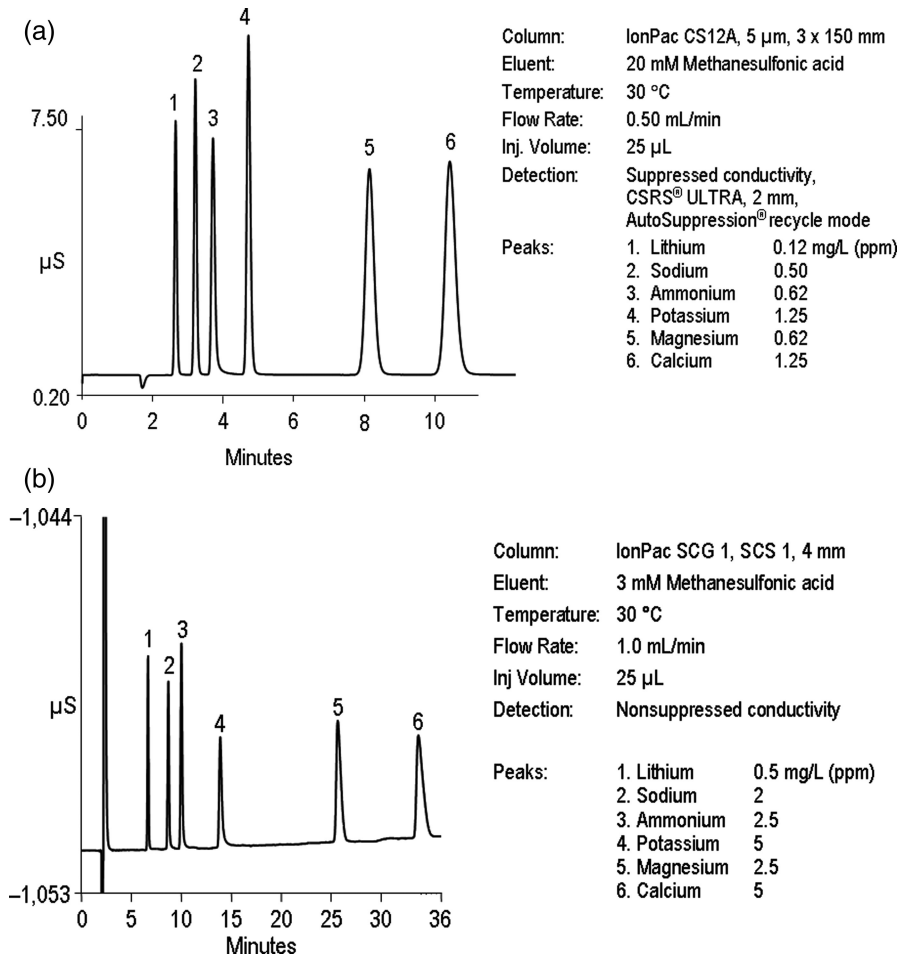 (a)
7.50
µS
0.20
1
2
3
4
5
6
0 2 4 6 8 10
Minutes
Column: IonPac CS12A, 5 µm, 3 x 150 mm
Eluent: 20 mM Methanesulfonic acid
Temperature: 30 °C
Flow Rate: 0.50 mL/min
Inj. Volume: 25 µL
Detection: Suppressed conductivity,
CSRS® ULTRA, 2 mm,
AutoSuppression® recycle mode
Peaks: 1. Lithium 0.12 mg/L (ppm)
2. Sodium 0.50
3. Ammonium 0.62
4. Potassium 1.25
5. Magnesium 0.62
6. Calcium 1.25
(b)
–1,044
µS
–1,053
1
2
3
4
5
6
0 5 10 15 20 25 30 36
Minutes
Column: IonPac SCG 1, SCS 1, 4 mm
Eluent: 3 mM Methanesulfonic acid
Temperature: 30 °C
Flow Rate: 1.0 mL/min
Inj Volume: 25 µL
Detection: Nonsuppressed conductivity
Peaks: 1. Lithium 0.5 mg/L (ppm)
2. Sodium 2
3. Ammonium 2.5
4. Potassium 5
5. Magnesium 2.5
6. Calcium 5